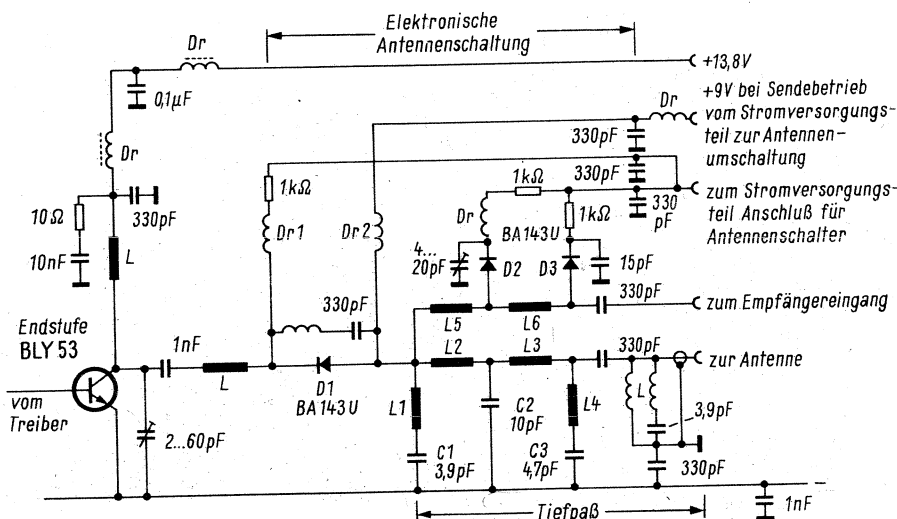 Elektronische
Antennenschaltung
Dr
+13,8V
0,1µF
+9V bei Sendebetrieb
vom Stromversorgungs-
teil zur Antennen-
umschaltung
Dr
330pF
Dr
330pF
1kΩ
zum Stromversorgungs-
teil Anschluß für
Antennenschalter
1kΩ
330
pF
10Ω
330pF
Dr
1kΩ
Dr1
Dr2
BA143U
10nF
L
4...
20pF
D2
D3
15pF
330pF
330pF
zum Empfängereingang
L5
L6
Endstufe
BLY 53
1nF
L2
L3
330pF
zur Antenne
L
D1
BA143U
L1
L4
L
vom
Treiber
C2
10pF
3,9pF
2...60pF
C1
3,9pF
C3
4,7pF
330pF
Tiefpaß
1nF